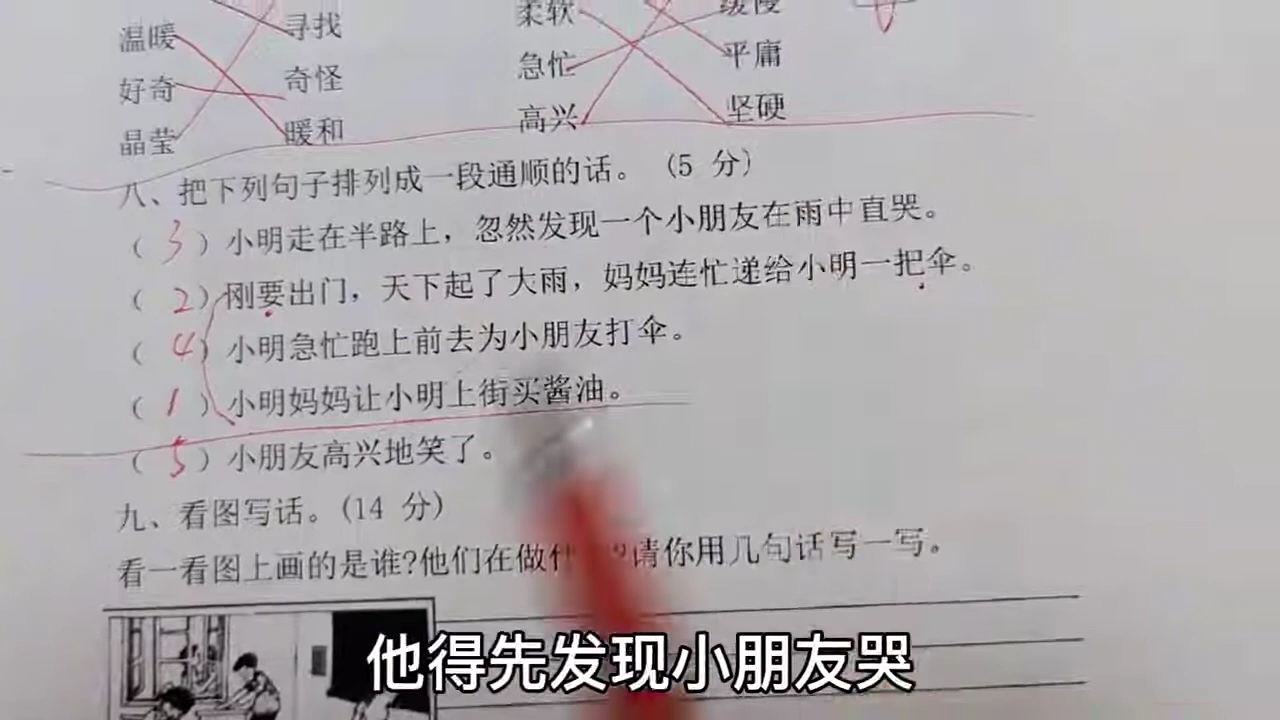 寻找
温暖
奇怪
好奇
暖和
晶莹
柔软
缓慢
急忙
平庸
高兴
坚硬
八、把下列句子排列成一段通顺的话。(5 分)
(3)小明走在半路上，忽然发现一个小朋友在雨中直哭。
(2)刚要出门，天下起了大雨，妈妈连忙递给小明一把伞。
(4)小明急忙跑上前去为小朋友打伞。
(1)小明妈妈让小明上街买酱油。
(5)小朋友高兴地笑了。
九、看图写话。(14 分)
看一看图上画的是谁?他们在做什?请你用几句话写一写。
他得先发现小朋友哭